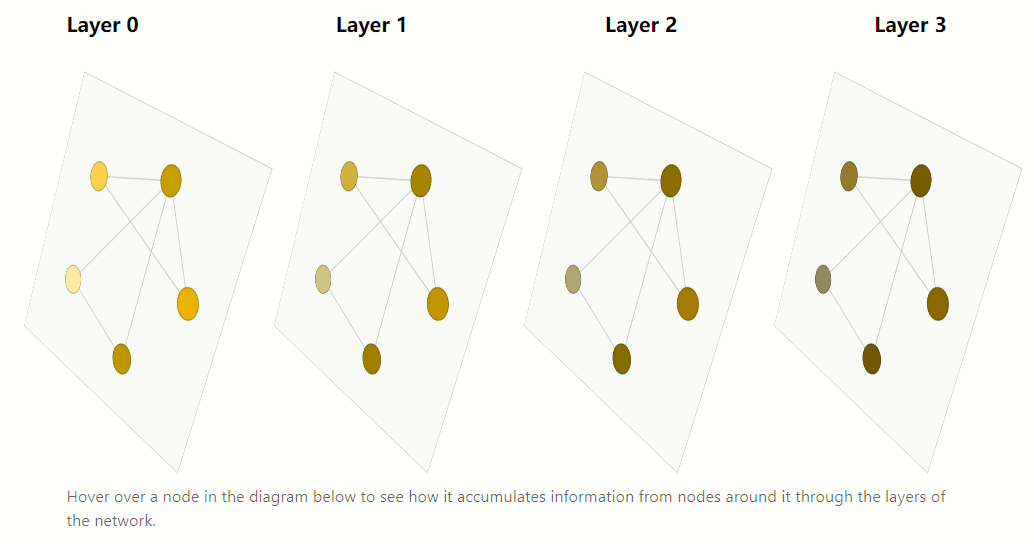 Layer 0 Layer 1 Layer 2 Layer 3
Hover over a node in the diagram below to see how it accumulates information from nodes around it through the layers of
the network.